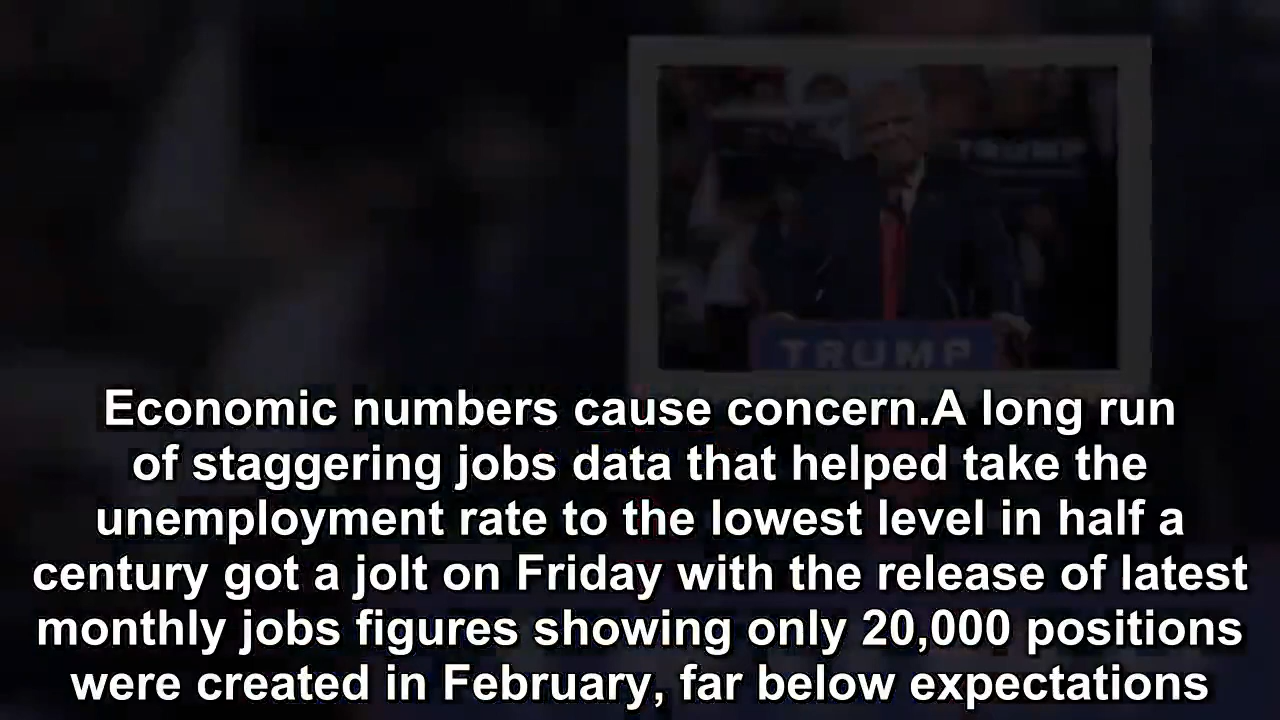 TRUMP
TRUMP
Economic numbers cause concern.A long run
of staggering jobs data that helped take the
unemployment rate to the lowest level in half a
century got a jolt on Friday with the release of latest
monthly jobs figures showing only 20,000 positions
were created in February, far below expectations